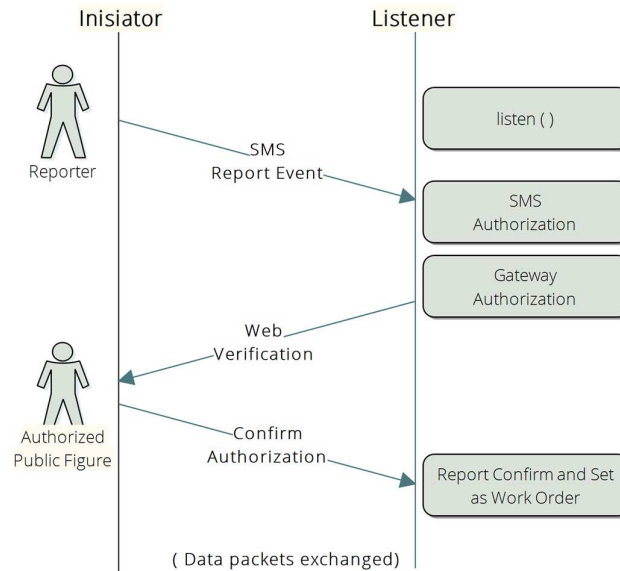 Inisiator
Listener
listen ( )
Reporter
SMS
Report Event
SMS
Authorization
Gateway
Authorization
Web
Verification
Authorized
Public Figure
Confirm
Authorization
Report Confirm and Set
as Work Order
( Data packets exchanged)